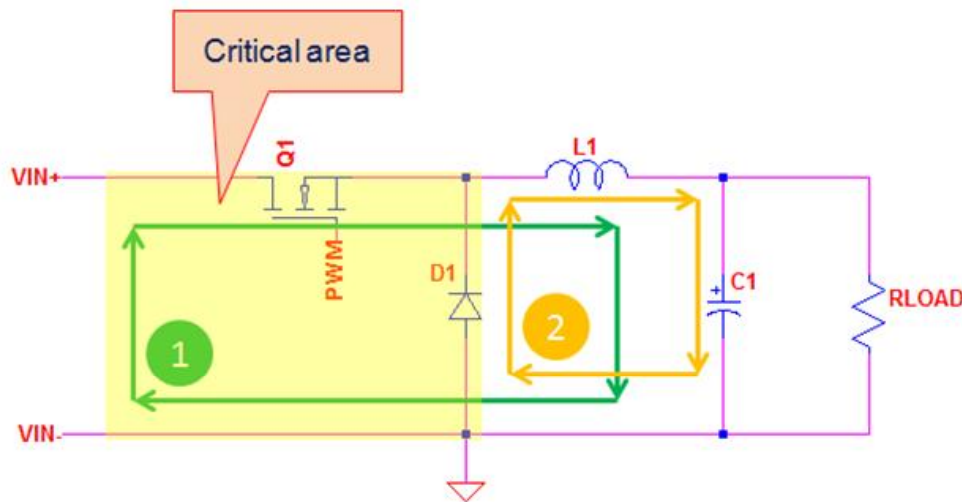 Critical area
Q1
L1
VIN+
PWM
D1
+
C1
RLOAD
1
2
VIN-